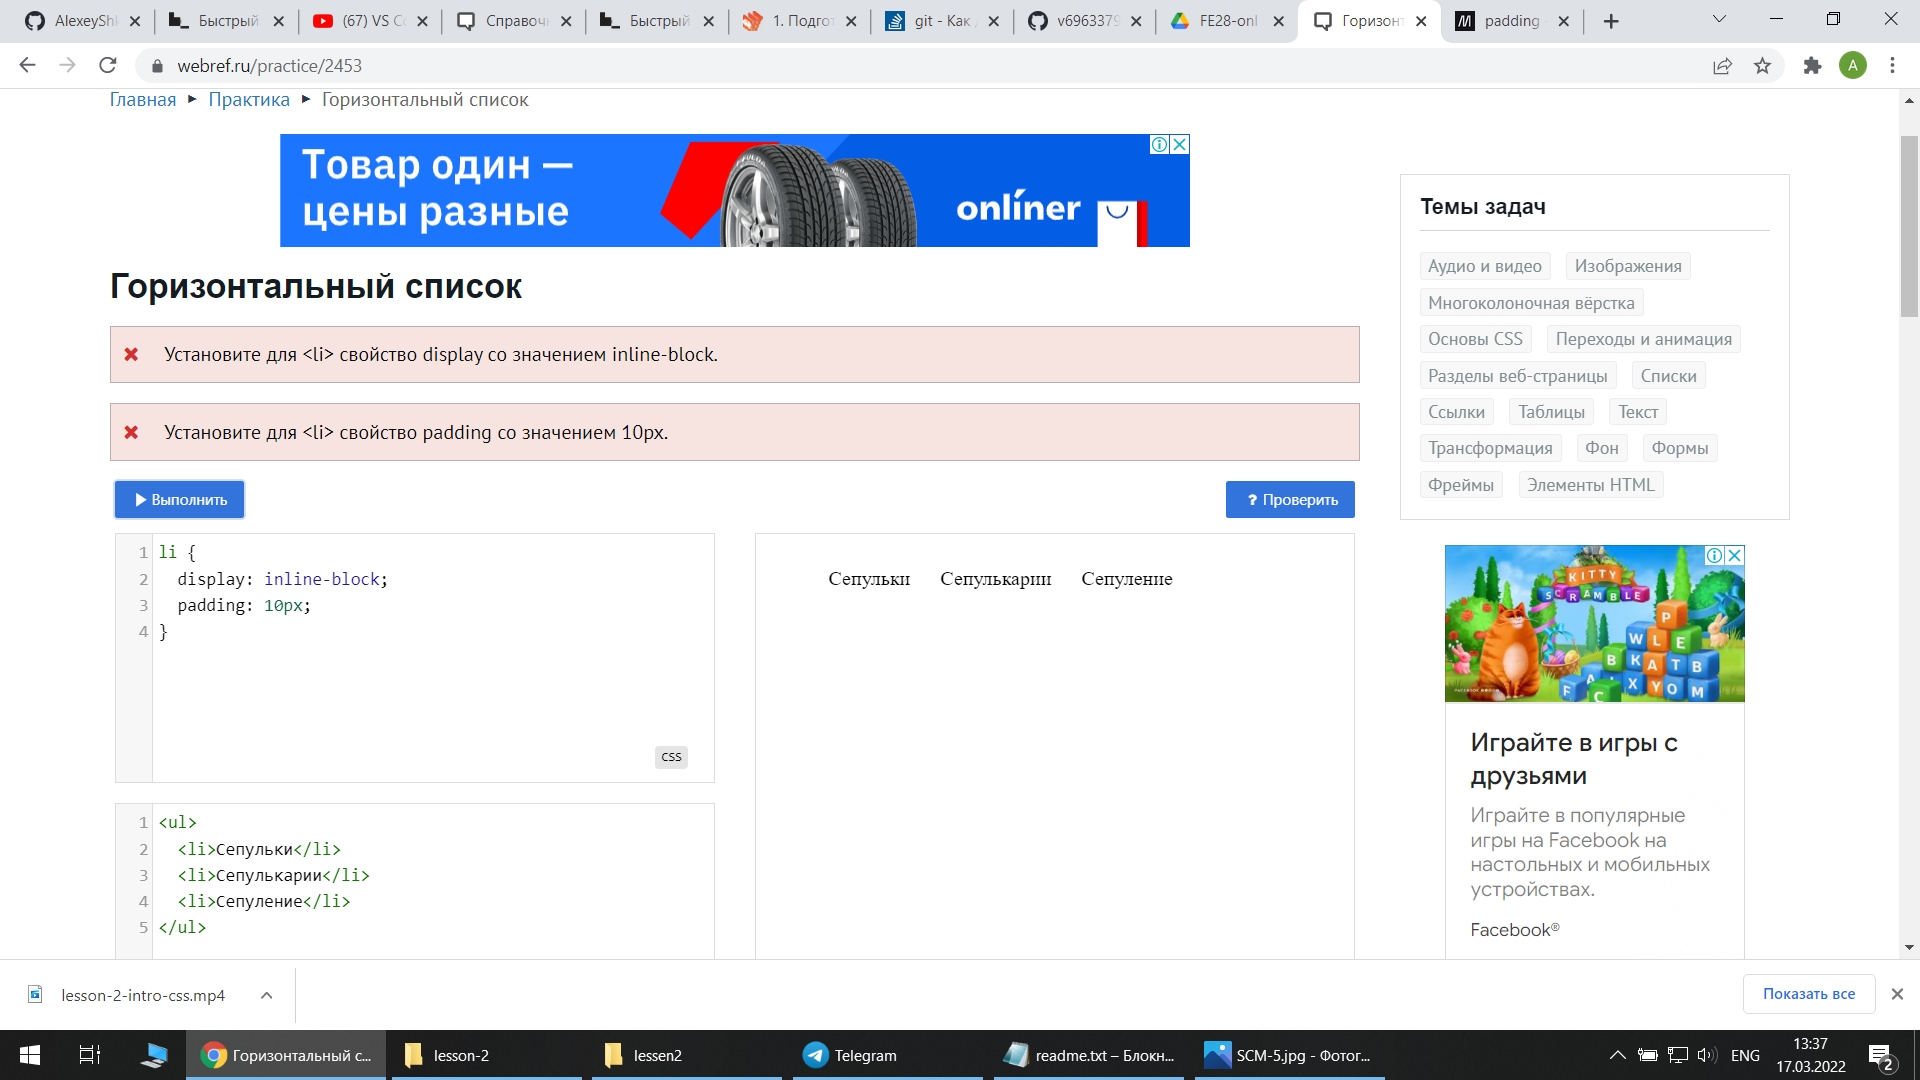 AlexeySh
Быстрый
(67) VS Co
Справоч
Быстрый
1. Подгот
git - Как
v6963379
FE28-onl
Горизонт
padding
webref.ru/practice/2453
A
Главная ► Практика ► Горизонтальный список
Товар один —
цены разные
onlíner
Горизонтальный список
Установите для <li> свойство display со значением inline-block.
Установите для <li> свойство padding со значением 10px.
Выполнить
? Проверить
1 li {
2 display: inline-block;
3 padding: 10px;
4 }
css
Сепульки Сепулькарии Сепуление
1 <ul>
2 <li>Сепульки</li>
3 <li>Сепулькарии</li>
4 <li>Сепуление</li>
5 </ul>
Темы задач
Аудио и видео Изображения
Многоколоночная вёрстка
Основы CSS Переходы и анимация
Разделы веб-страницы Списки
Ссылки Таблицы Текст
Трансформация Фон Формы
Фреймы Элементы HTML
KITTY
SCRAMBLE
P
W L E
B K A T B
F C X Y O M
Играйте в игры с
друзьями
Играйте в популярные
игры на Facebook на
настольных и мобильных
устройствах.
Facebook®
lesson-2-intro-css.mp4
Показать все
Горизонтальный с...
lesson-2
lessen2
Telegram
readme.txt – Блокн...
SCM-5.jpg - Фотог...
ENG
13:37
17.03.2022
2